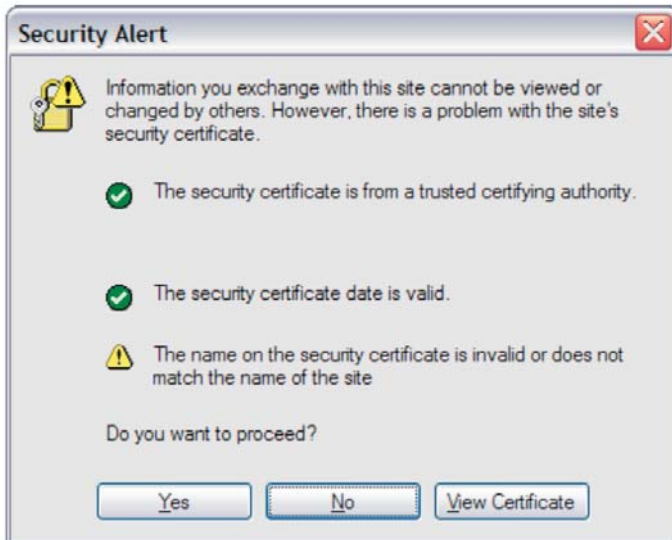 Security Alert
Information you exchange with this site cannot be viewed or
changed by others. However, there is a problem with the site's
security certificate.
The security certificate is from a trusted certifying authority.
The security certificate date is valid.
The name on the security certificate is invalid or does not
match the name of the site
Do you want to proceed?
Yes No View Certificate